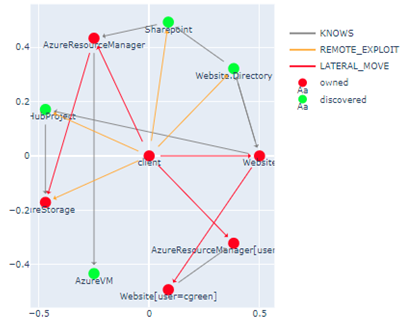 Sharepoint
AzureResourceManager
Website.Directory
HubProject
client
Website
AzureResourceManager[user
AzureVM
Website[user=cgreen]
0.4
0.2
0
−0.2
−0.4
−0.5
0
0.5
KNOWS
REMOTE_EXPLOIT
LATERAL_MOVE
Aa
owned
Aa
discovered